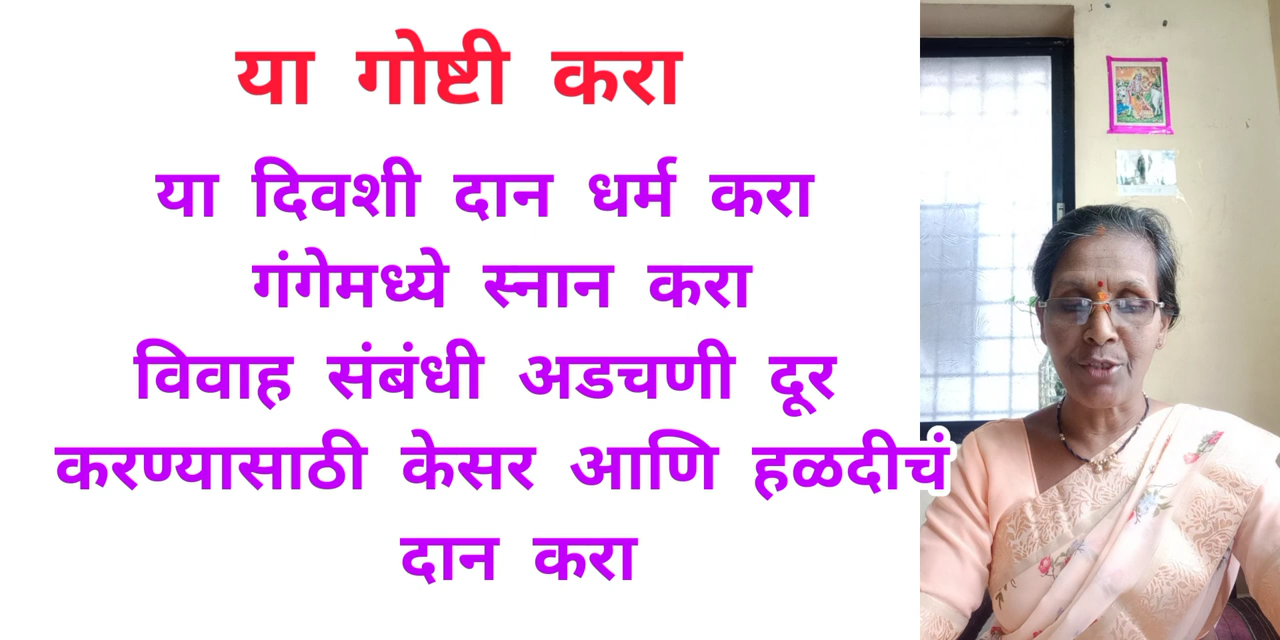 या गोष्टी करा
या दिवशी दान धर्म करा
गंगेमध्ये स्नान करा
विवाह संबंधी अडचणी दूर
करण्यासाठी केसर आणि हळदीचं
दान करा